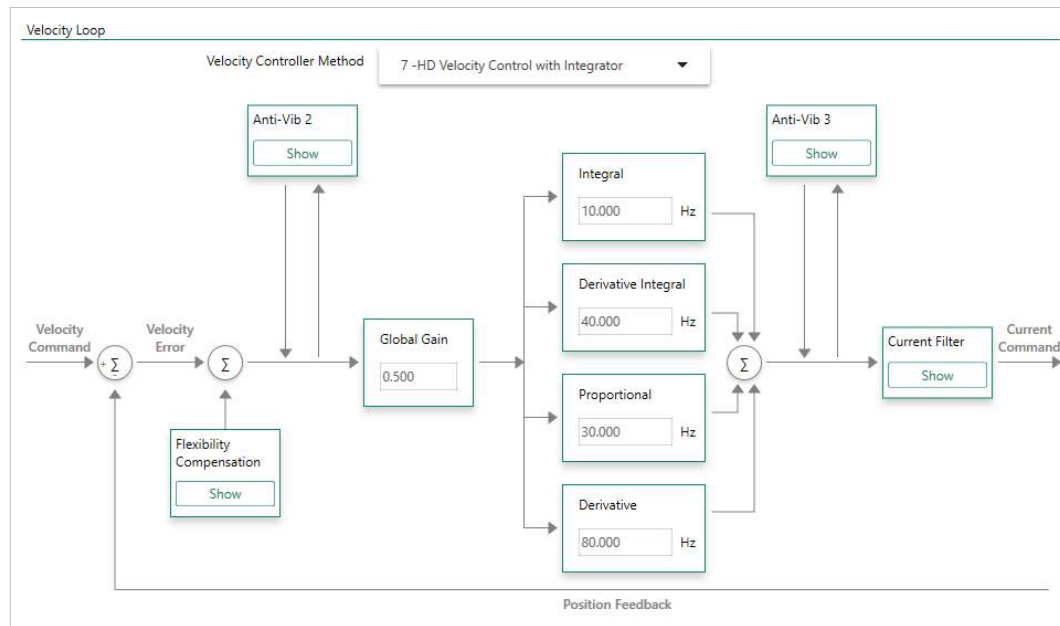 Velocity Loop
Velocity Controller Method
7 -HD Velocity Control with Integrator
Anti-Vib 2
Show
Anti-Vib 3
Show
Integral
10.000 Hz
Derivative Integral
40.000 Hz
Velocity
Command
Velocity
Error
+
Σ
-
Σ
Global Gain
0.500
Σ
Current Filter
Show
Current
Command
Proportional
30.000 Hz
Flexibility
Compensation
Show
Derivative
80.000 Hz
Position Feedback